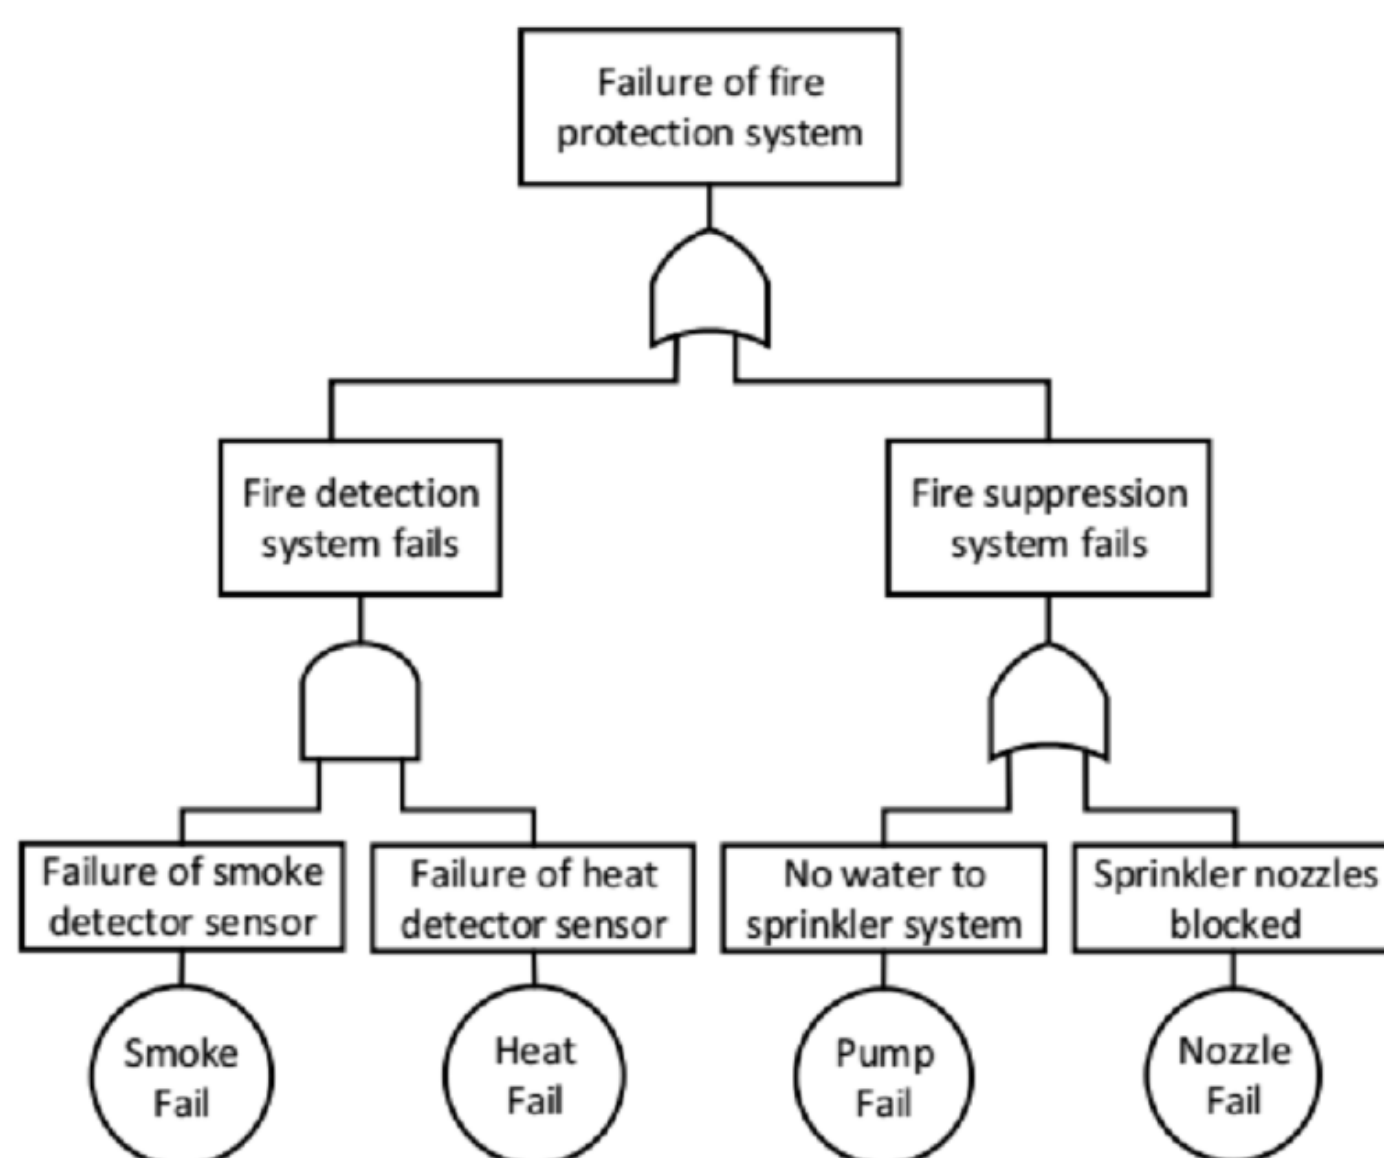 Failure of fire
protection system
Fire detection
system fails
Fire suppression
system fails
Failure of smoke
detector sensor
Failure of heat
detector sensor
No water to
sprinkler system
Sprinkler nozzles
blocked
Smoke
Fail
Heat
Fail
Pump
Fail
Nozzle
Fail